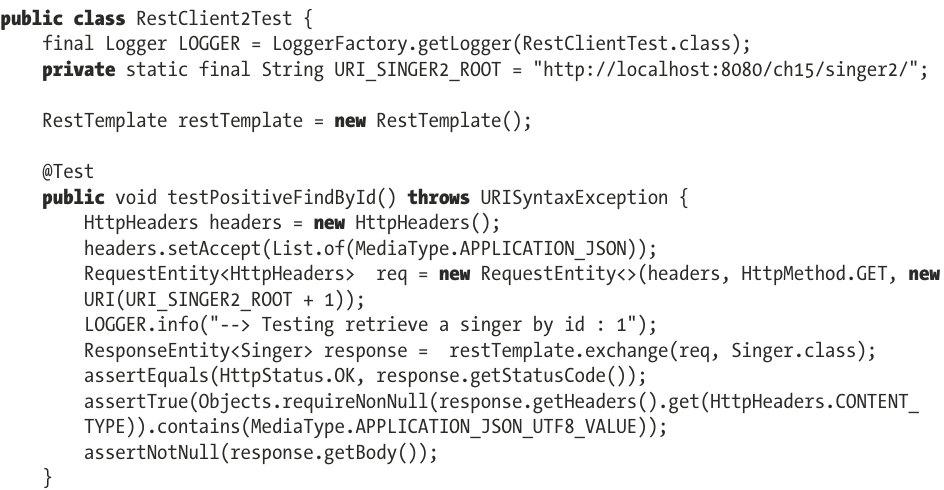 public class RestClient2Test {
    final Logger LOGGER = LoggerFactory.getLogger(RestClientTest.class);
    private static final String URI_SINGER2_ROOT = "http://localhost:8080/ch15/singer2/";

    RestTemplate restTemplate = new RestTemplate();

    @Test
    public void testPositiveFindById() throws URISyntaxException {
        HttpHeaders headers = new HttpHeaders();
        headers.setAccept(List.of(MediaType.APPLICATION_JSON));
        RequestEntity<HttpHeaders>  req = new RequestEntity<>(headers, HttpMethod.GET, new
        URI(URI_SINGER2_ROOT + 1));
        LOGGER.info("--> Testing retrieve a singer by id : 1");
        ResponseEntity<Singer> response =  restTemplate.exchange(req, Singer.class);
        assertEquals(HttpStatus.OK, response.getStatusCode());
        assertTrue(Objects.requireNonNull(response.getHeaders().get(HttpHeaders.CONTENT_
        TYPE)).contains(MediaType.APPLICATION_JSON_UTF8_VALUE));
        assertNotNull(response.getBody());
    }